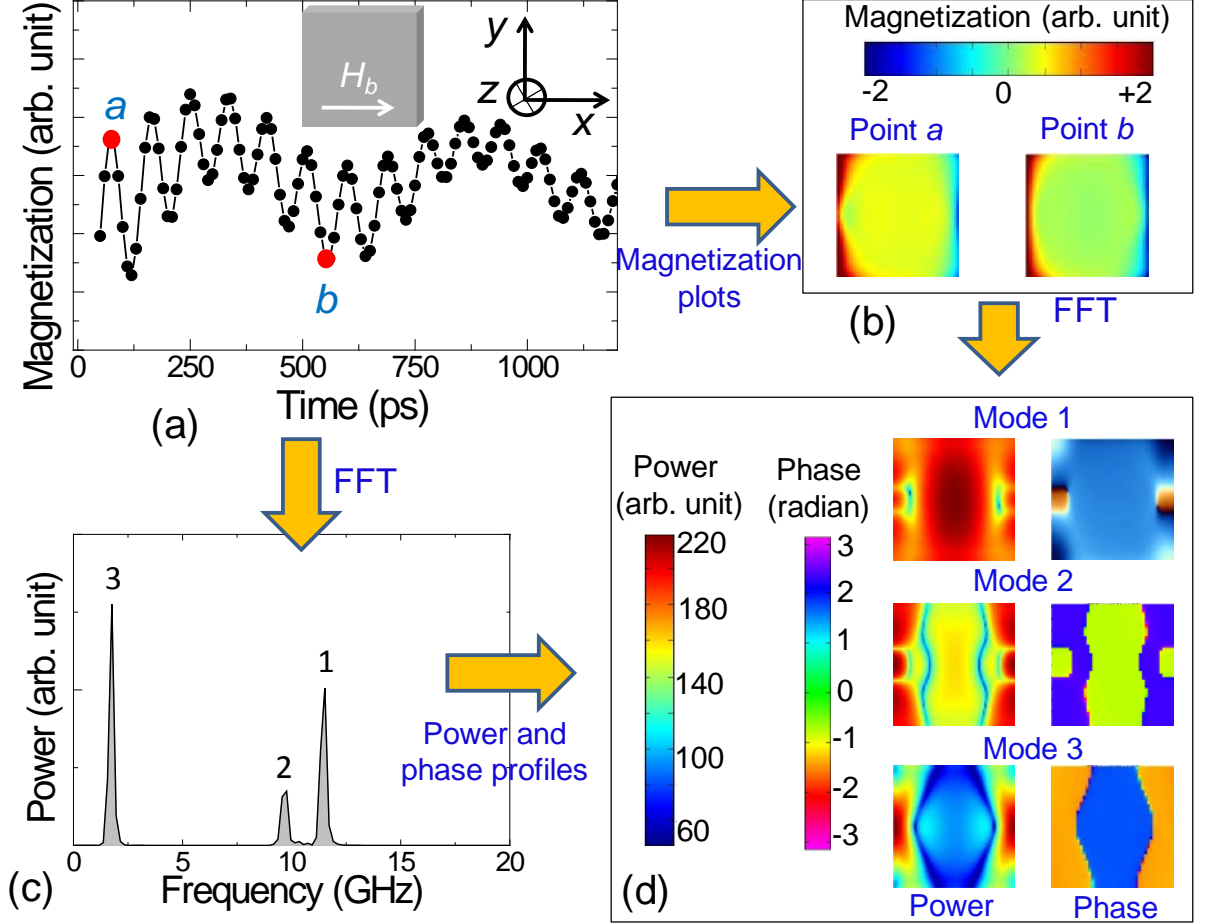 Magnetization (arb. unit)
a
b
H_b
y
z
x
0
250
500
750
1000
Time (ps)
(a)
Magnetization
plots
Magnetization (arb. unit)
-2
0
+2
Point a
Point b
(b)
FFT
FFT
Power (arb. unit)
3
2
1
0
5
10
15
20
Frequency (GHz)
(c)
Power and
phase profiles
Power
(arb. unit)
220
180
140
100
60
Phase
(radian)
3
2
1
0
-1
-2
-3
Mode 1
Mode 2
Mode 3
Power
Phase
(d)